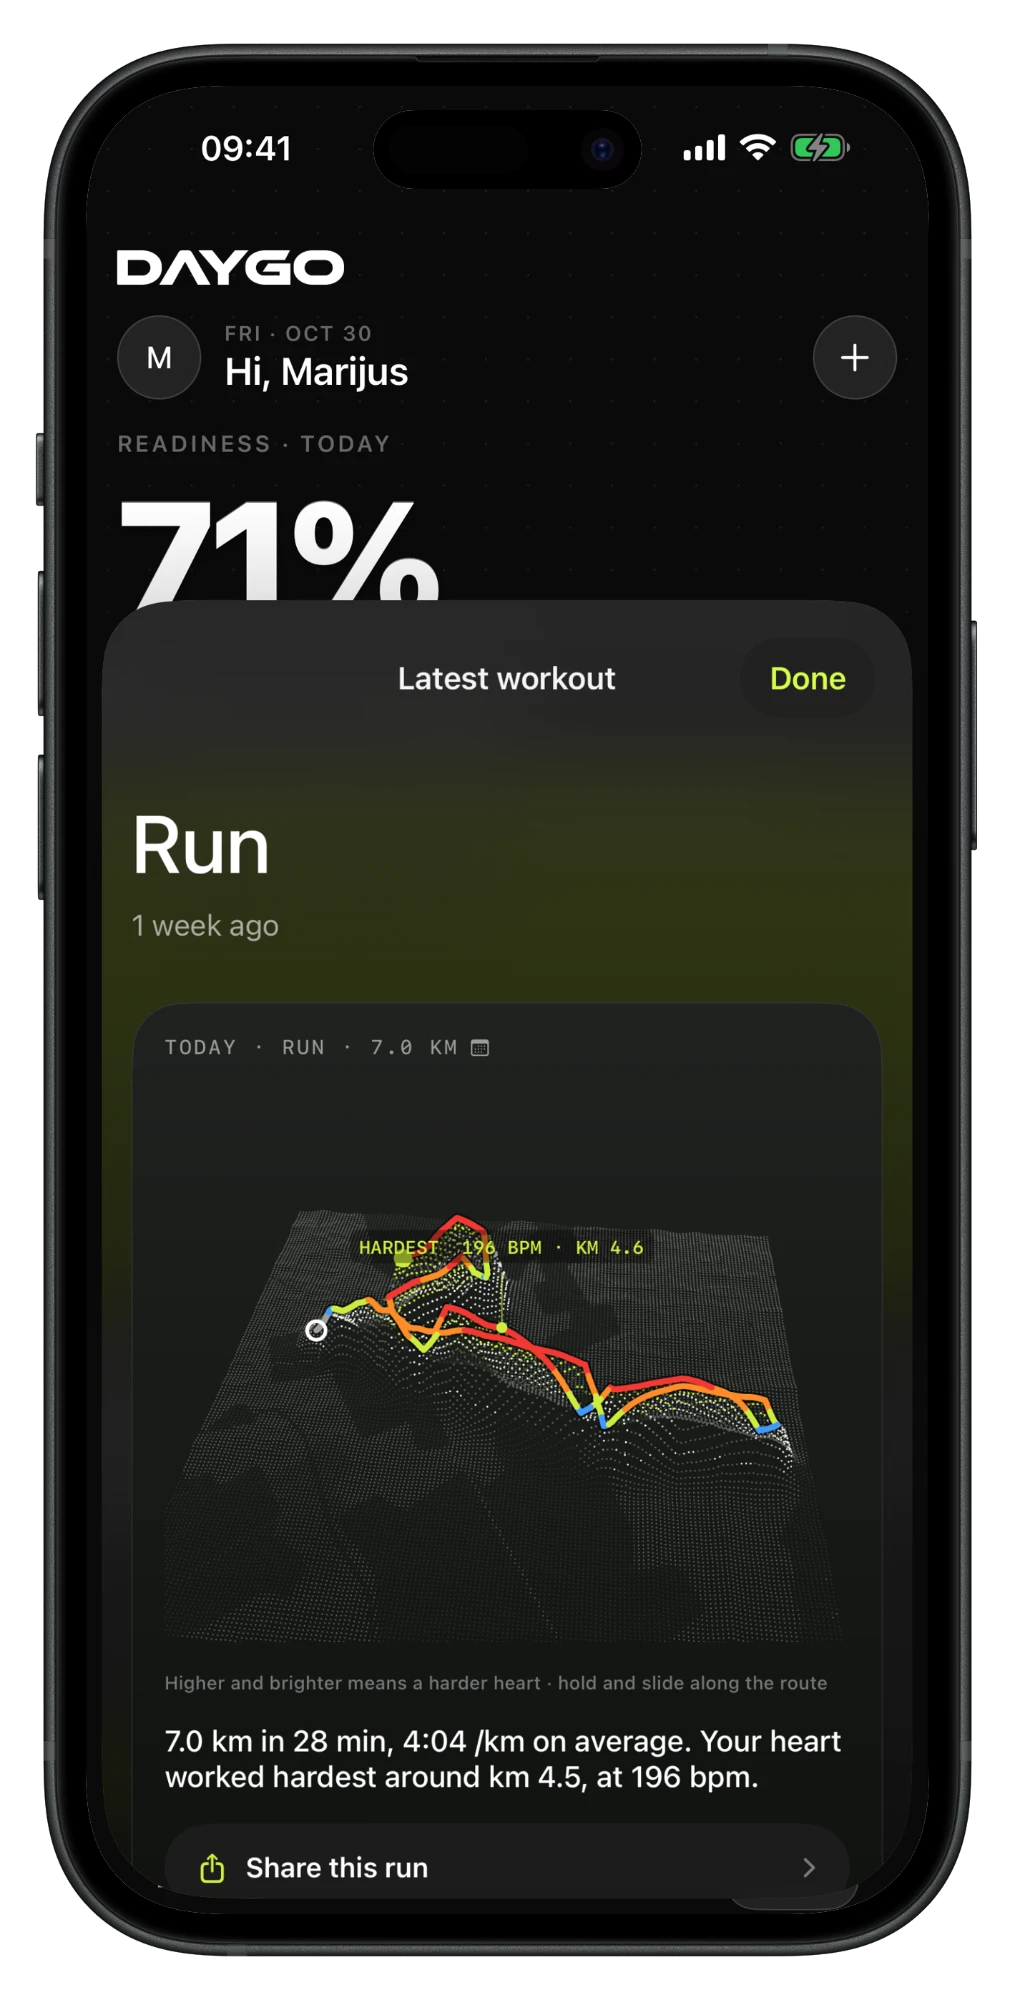 09:41
DAYGO
M
FRI · OCT 30
Hi, Marijus
READINESS · TODAY
71%
Latest workout
Done
Run
1 week ago
TODAY · RUN · 7.0 KM
HARDEST 196 BPM · KM 4.6
Higher and brighter means a harder heart · hold and slide along the route
7.0 km in 28 min, 4:04 /km on average. Your heart
worked hardest around km 4.5, at 196 bpm.
Share this run